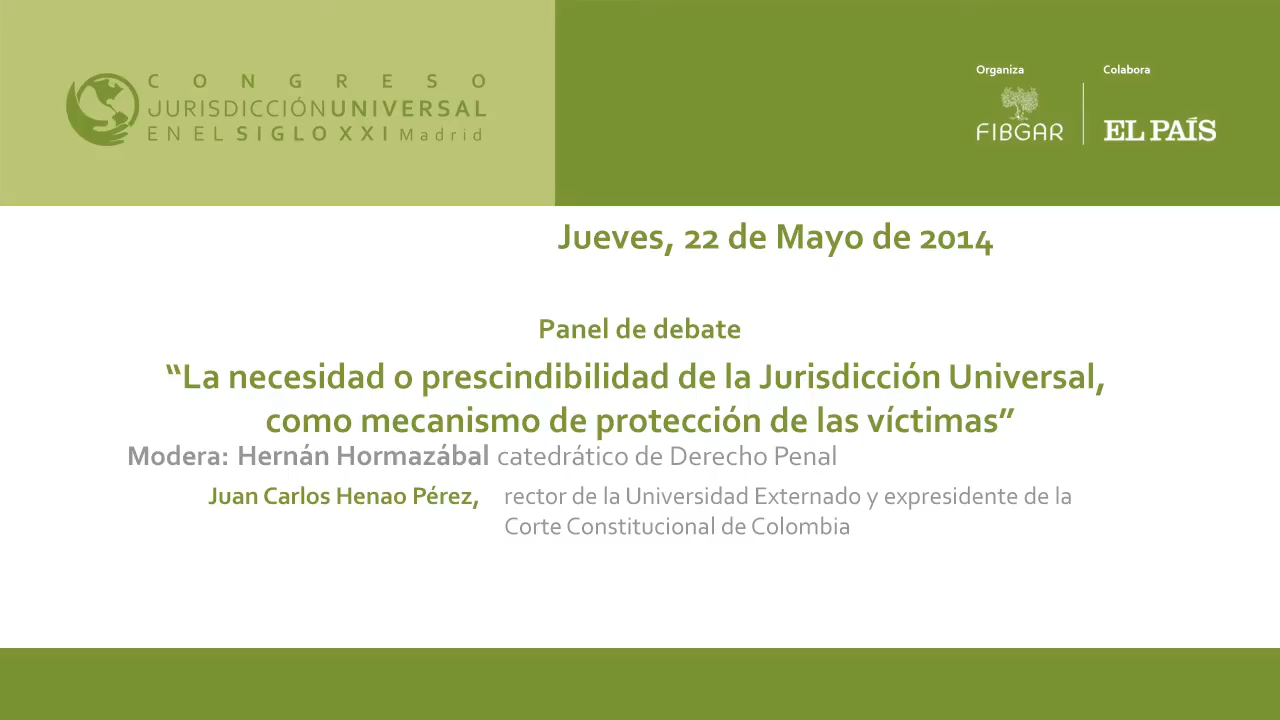 CONGRESO
JURISDICCIÓNUNIVERSAL
EN EL SIGLO XXI Madrid
Organiza
Colabora
FIBGAR
EL PAÍS
Jueves, 22 de Mayo de 2014
Panel de debate
“La necesidad o prescindibilidad de la Jurisdicción Universal,
como mecanismo de protección de las víctimas”
Modera: Hernán Hormazábal catedrático de Derecho Penal
Juan Carlos Henao Pérez, rector de la Universidad Externado y expresidente de la
Corte Constitucional de Colombia